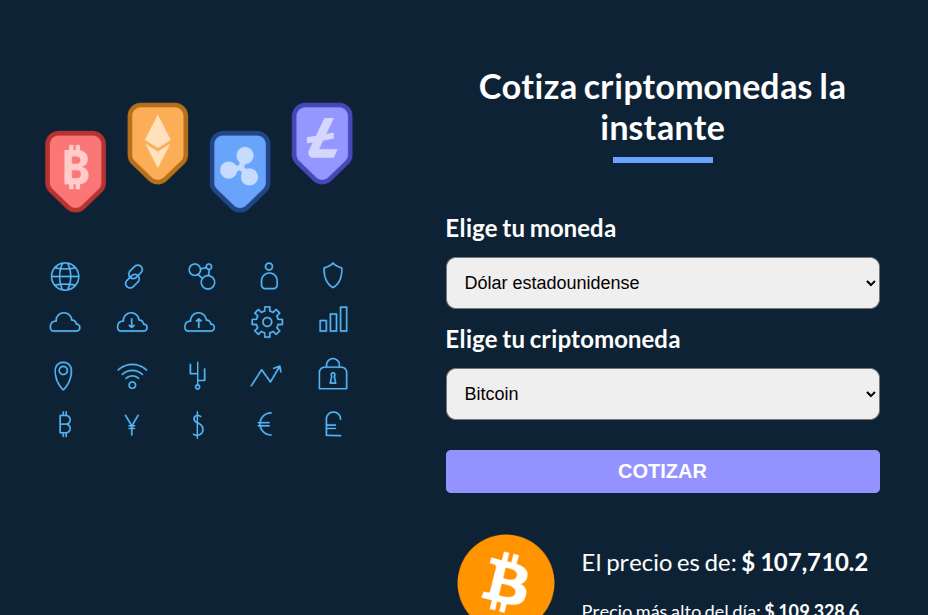 Cotiza criptomonedas la
instante
Elige tu moneda
Dólar estadounidense
Elige tu criptomoneda
Bitcoin
COTIZAR
El precio es de: $ 107,710.2
Precio más alto del día: $ 109,328.6